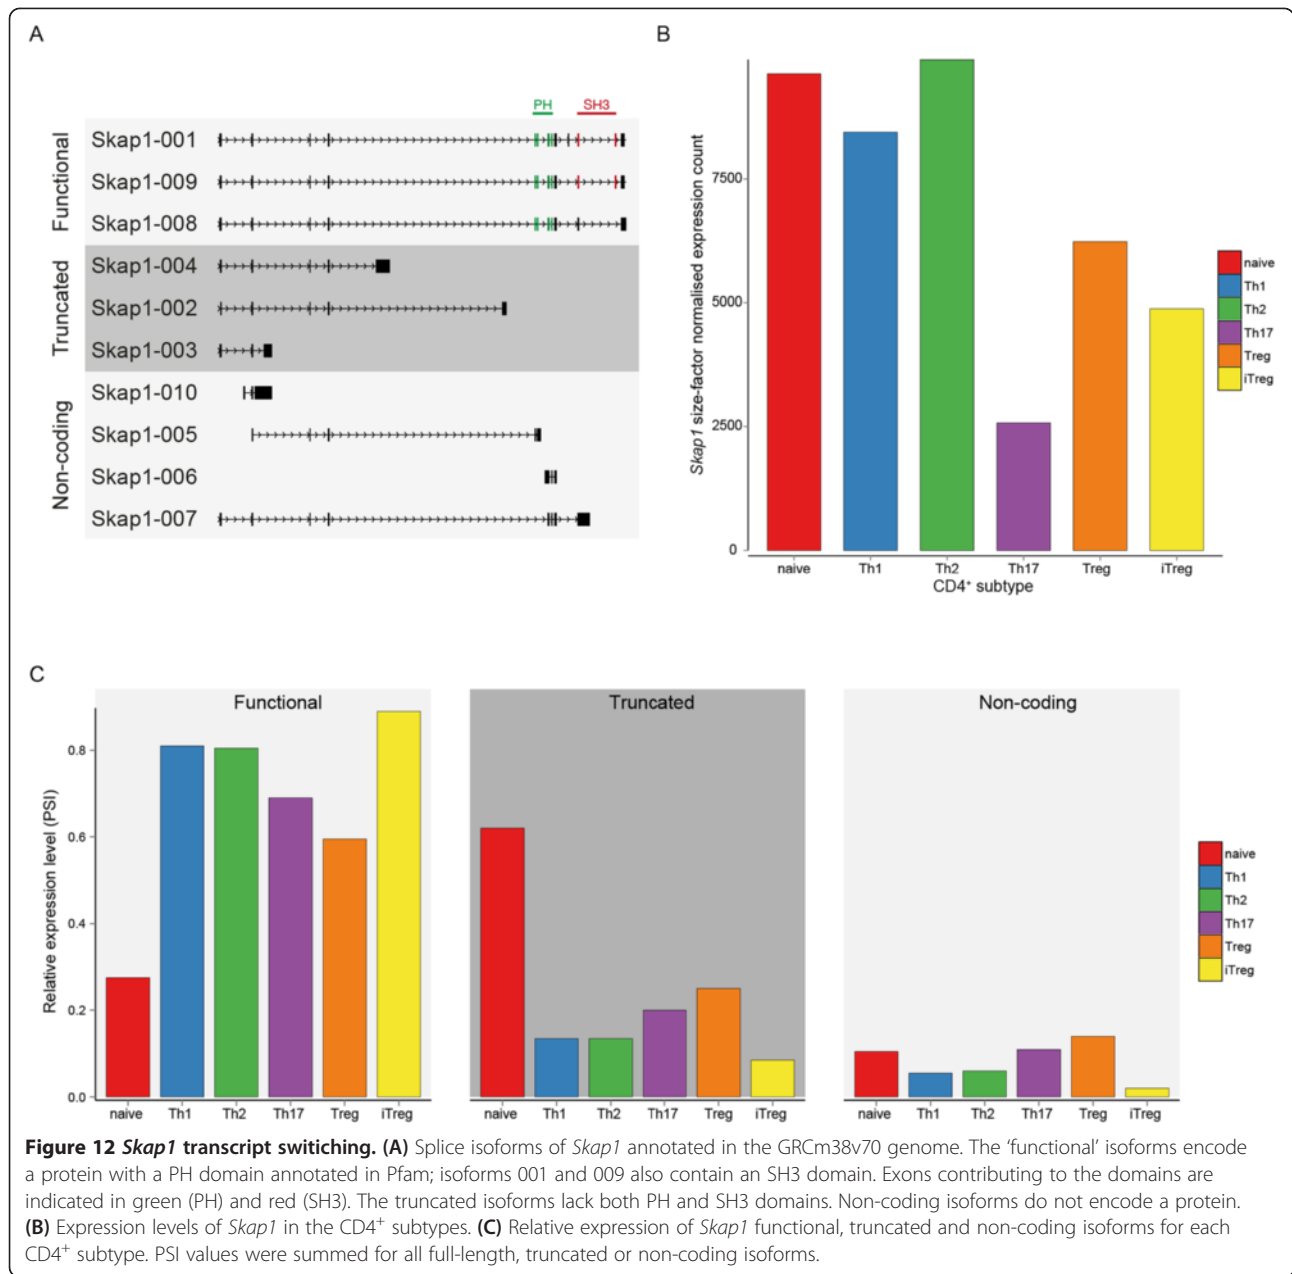 A
PH
SH3
Functional
Skap1-001
Skap1-009
Skap1-008
Truncated
Skap1-004
Skap1-002
Skap1-003
Non-coding
Skap1-010
Skap1-005
Skap1-006
Skap1-007
B
Skap1 size-factor normalised expression count
7500
5000
2500
0
naive
Th1
Th2
Th17
Treg
iTreg
CD4⁺ subtype
naive
Th1
Th2
Th17
Treg
iTreg
C
Relative expression level (PSI)
0.8
0.6
0.4
0.2
0.0
Functional
naive
Th1
Th2
Th17
Treg
iTreg
Truncated
naive
Th1
Th2
Th17
Treg
iTreg
Non-coding
naive
Th1
Th2
Th17
Treg
iTreg
naive
Th1
Th2
Th17
Treg
iTreg
Figure 12 Skap1 transcript switiching. (A) Splice isoforms of Skap1 annotated in the GRCm38v70 genome. The ‘functional’ isoforms encode
a protein with a PH domain annotated in Pfam; isoforms 001 and 009 also contain an SH3 domain. Exons contributing to the domains are
indicated in green (PH) and red (SH3). The truncated isoforms lack both PH and SH3 domains. Non-coding isoforms do not encode a protein.
(B) Expression levels of Skap1 in the CD4⁺ subtypes. (C) Relative expression of Skap1 functional, truncated and non-coding isoforms for each
CD4⁺ subtype. PSI values were summed for all full-length, truncated or non-coding isoforms.